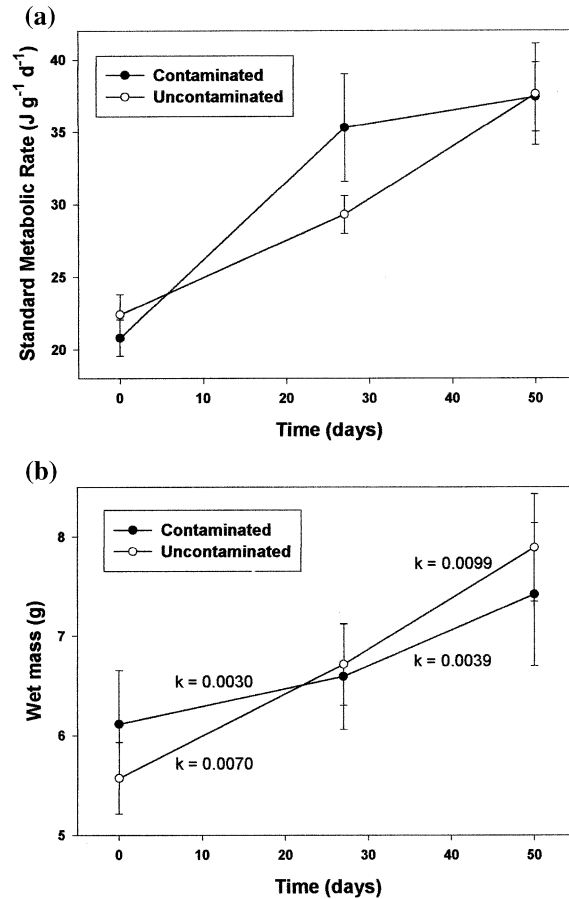 (a)
Standard Metabolic Rate (J g⁻¹ d⁻¹)
40
35
30
25
20
Contaminated
Uncontaminated
0 10 20 30 40 50
Time (days)
(b)
Wet mass (g)
8
7
6
5
Contaminated
Uncontaminated
k = 0.0099
k = 0.0030
k = 0.0039
k = 0.0070
0 10 20 30 40 50
Time (days)